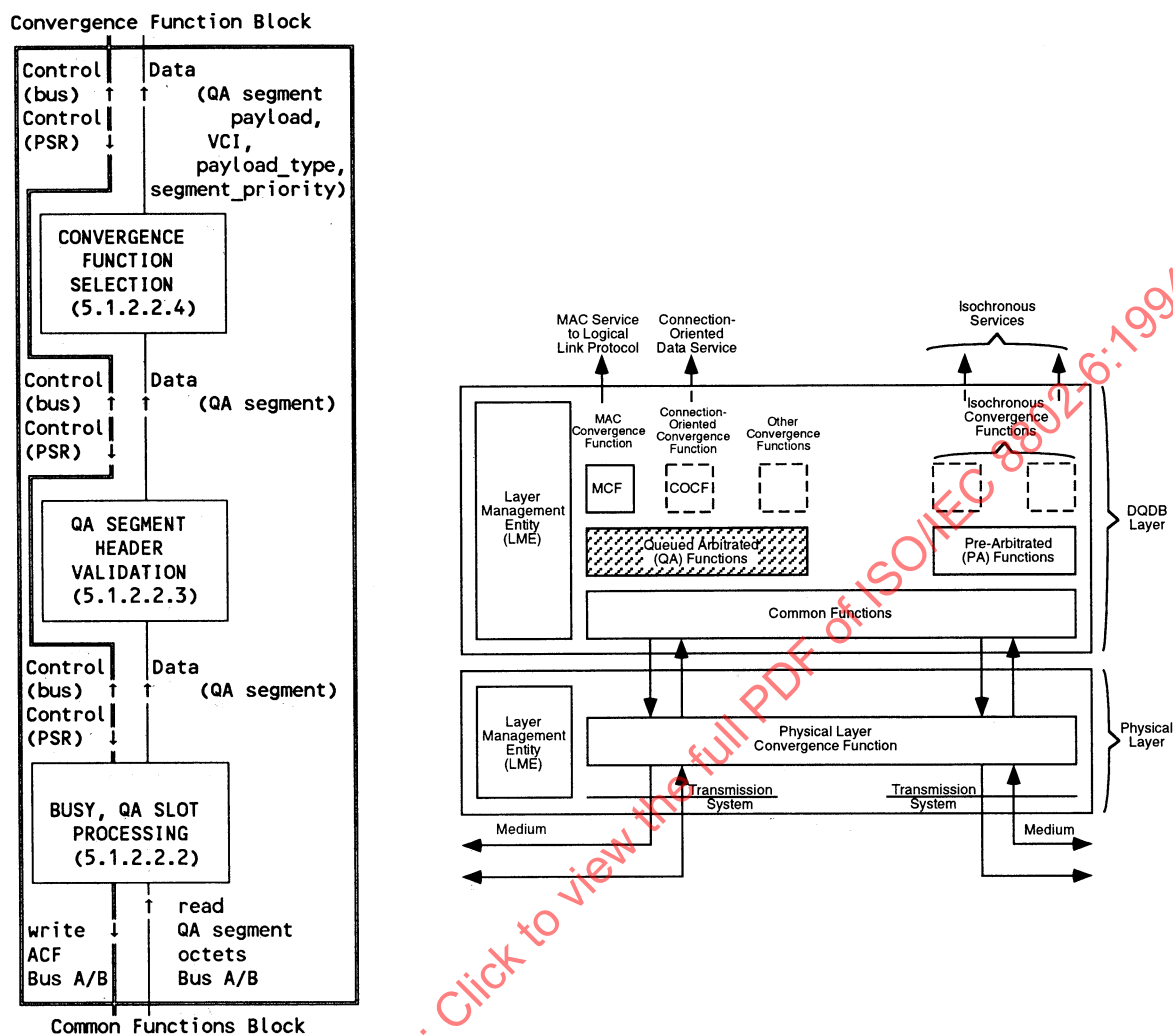 Convergence Function Block
Control Data
(bus) ↑ ↑ (QA segment
Control payload,
(PSR) ↓ VCI,
payload_type,
segment_priority)
CONVERGENCE
FUNCTION
SELECTION
(5.1.2.2.4)
Control Data
(bus) ↑ ↑ (QA segment)
Control
(PSR) ↓
QA SEGMENT
HEADER
VALIDATION
(5.1.2.2.3)
Control Data
(bus) ↑ ↑ (QA segment)
Control
(PSR) ↓
BUSY, QA SLOT
PROCESSING
(5.1.2.2.2)
↑ read
write ↓ QA segment
ACF octets
Bus A/B Bus A/B
Common Functions Block
MAC Service
to Logical
Link Protocol
Connection-
Oriented
Data Service
Isochronous
Services
MAC
Convergence
Function
Connection-
Oriented
Convergence
Function
Other
Convergence
Functions
Isochronous
Convergence
Functions
Layer
Management
Entity
(LME)
MCF
COCF
Queued Arbitrated
(QA) Functions
Pre-Arbitrated
(PA) Functions
Common Functions
DQDB
Layer
Layer
Management
Entity
(LME)
Physical Layer
Convergence Function
Physical
Layer
Transmission
System
Transmission
System
Medium
Medium
: Click to view the full PDF of ISO/IEC 8802-6:1994